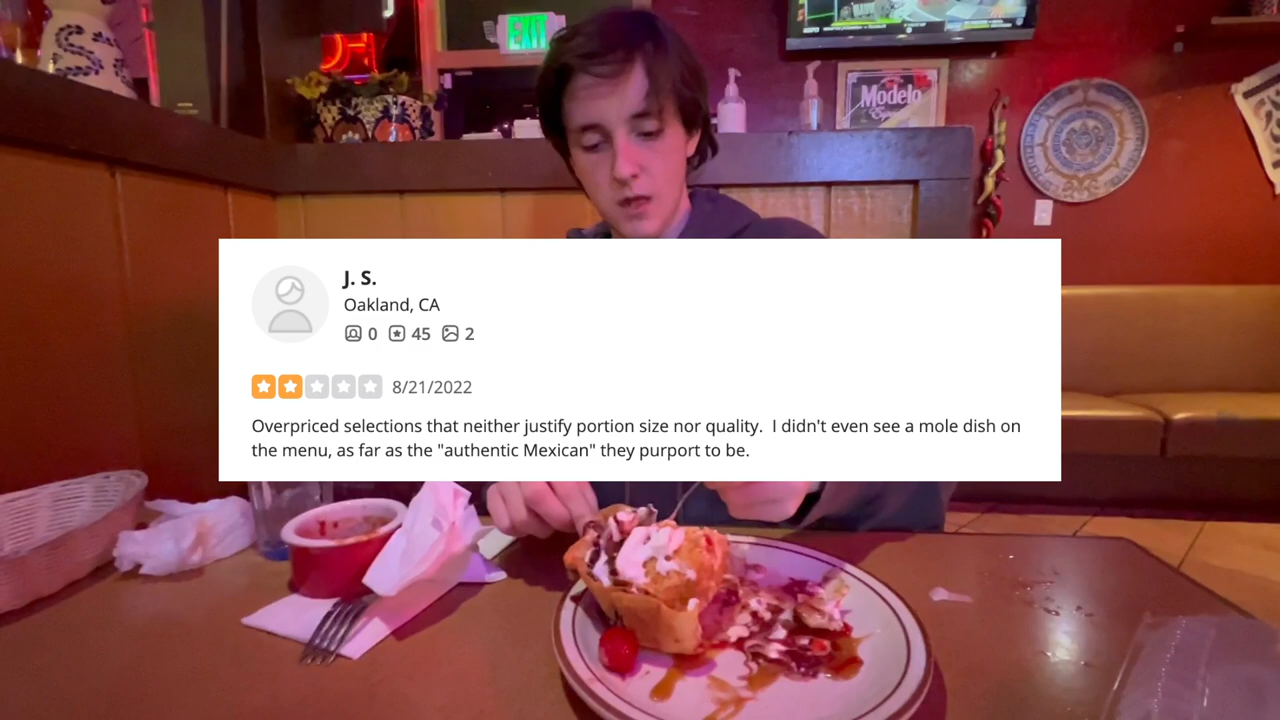 EXIT
Modelo
Especial
J. S.
Oakland, CA
0 45 2
8/21/2022
Overpriced selections that neither justify portion size nor quality.  I didn't even see a mole dish on
the menu, as far as the "authentic Mexican" they purport to be.